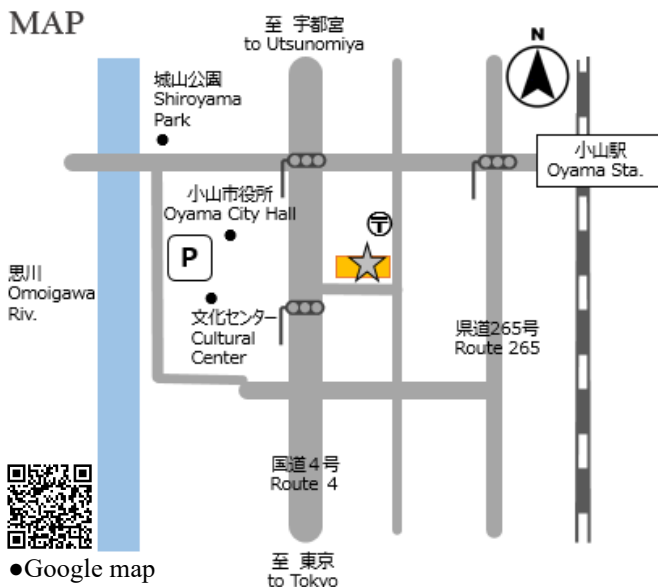 MAP
至 宇都宮
to Utsunomiya
N
城山公園
Shiroyama
Park
小山駅
Oyama Sta.
小山市役所
Oyama City Hall
〒
P
思川
Omoigawa
Riv.
文化センター
Cultural
Center
県道265号
Route 265
国道4号
Route 4
●Google map
至 東京
to Tokyo